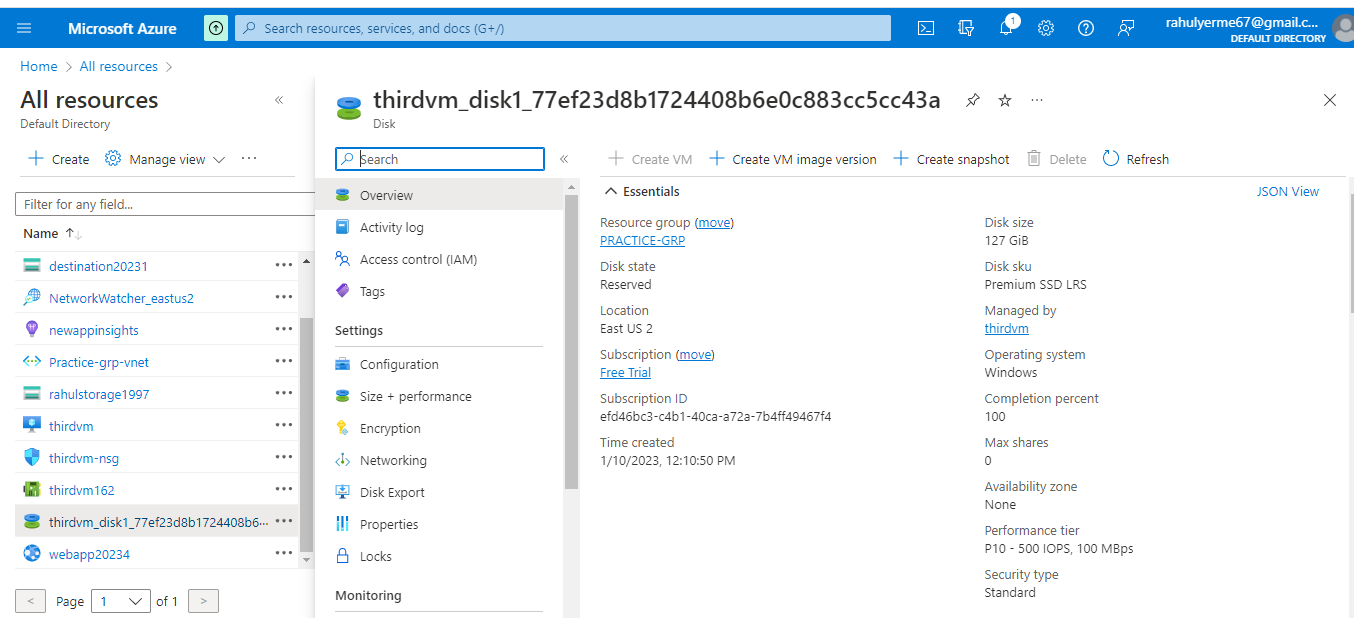 Microsoft Azure
Search resources, services, and docs (G+/)
1
rahulyerme67@gmail.c...
DEFAULT DIRECTORY
Home > All resources >
All resources
Default Directory
Create
Manage view
...
Filter for any field...
Name
destination20231
NetworkWatcher_eastus2
newappinsights
Practice-grp-vnet
rahulstorage1997
thirdvm
thirdvm-nsg
thirdvm162
thirdvm_disk1_77ef23d8b1724408b6...
webapp20234
< Page 1 of 1 >
thirdvm_disk1_77ef23d8b1724408b6e0c883cc5cc43a
Disk
Search
Overview
Activity log
Access control (IAM)
Tags
Settings
Configuration
Size + performance
Encryption
Networking
Disk Export
Properties
Locks
Monitoring
Create VM
Create VM image version
Create snapshot
Delete
Refresh
Essentials
JSON View
Resource group (move)
PRACTICE-GRP
Disk state
Reserved
Location
East US 2
Subscription (move)
Free Trial
Subscription ID
efd46bc3-c4b1-40ca-a72a-7b4ff49467f4
Time created
1/10/2023, 12:10:50 PM
Disk size
127 GiB
Disk sku
Premium SSD LRS
Managed by
thirdvm
Operating system
Windows
Completion percent
100
Max shares
0
Availability zone
None
Performance tier
P10 - 500 IOPS, 100 MBps
Security type
Standard